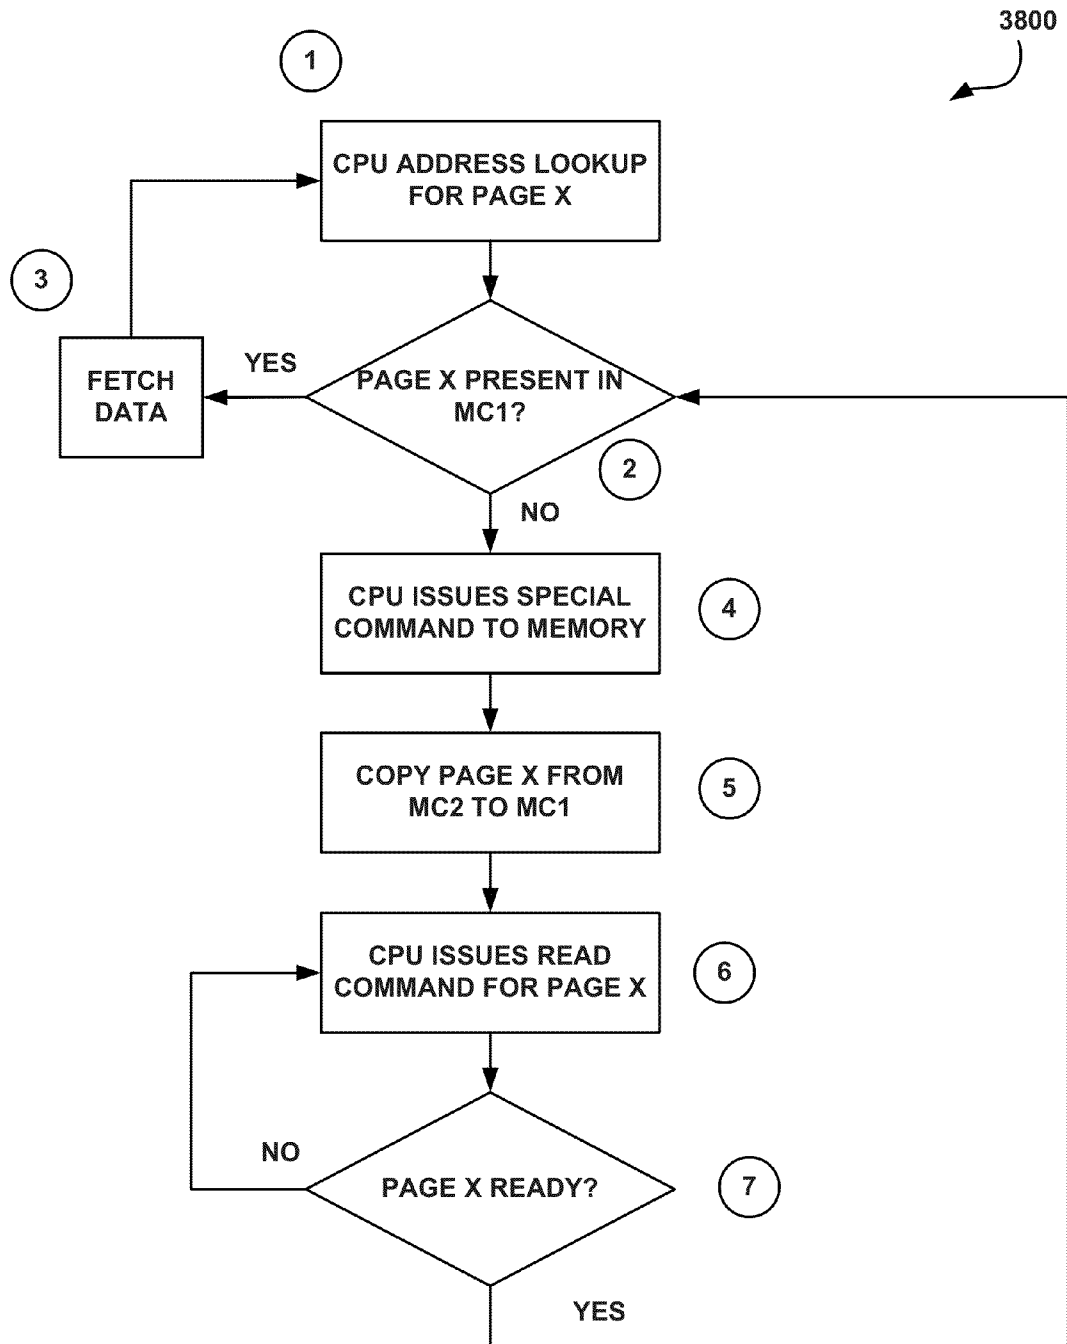 3800
1
CPU ADDRESS LOOKUP
FOR PAGE X
3
YES
FETCH
DATA
PAGE X PRESENT IN
MC1?
2
NO
CPU ISSUES SPECIAL
COMMAND TO MEMORY
4
COPY PAGE X FROM
MC2 TO MC1
5
CPU ISSUES READ
COMMAND FOR PAGE X
6
NO
PAGE X READY?
7
YES